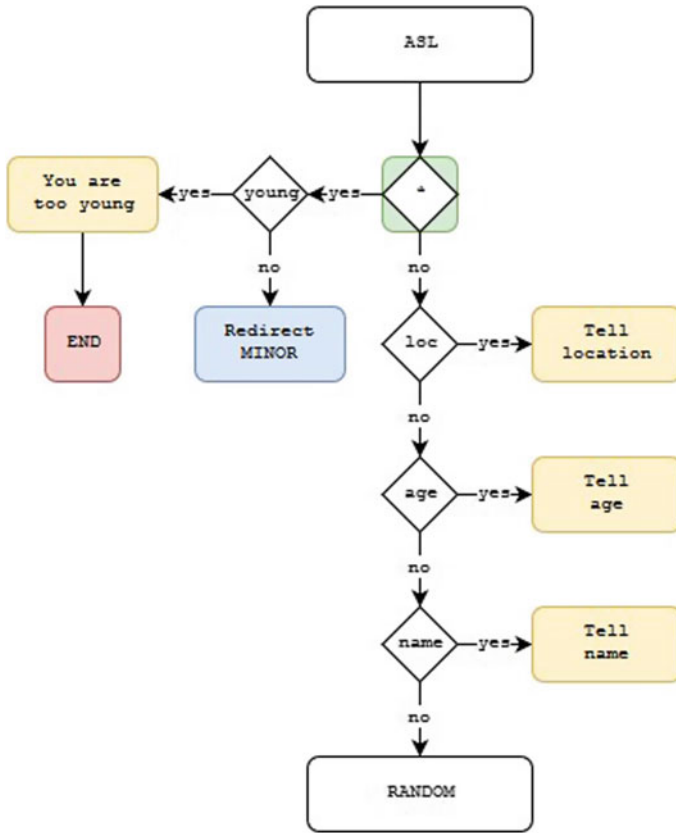 ASL
You are
too young
yes
young
yes
no
no
END
Redirect
MINOR
loc
yes
Tell
location
no
age
yes
Tell
age
no
name
yes
Tell
name
no
RANDOM